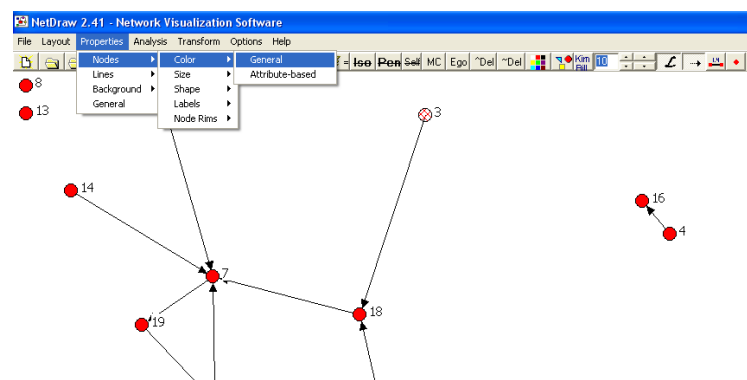 NetDraw 2.41 - Network Visualization Software
File Layout Properties Analysis Transform Options Help
= Iso Pen Self MC Ego ^Del ~Del Kim Bill 10 L LN
Nodes Color General
Lines Size Attribute-based
Background Shape
General Labels
Node Rims
8
13
3
14
16
4
7
18
19